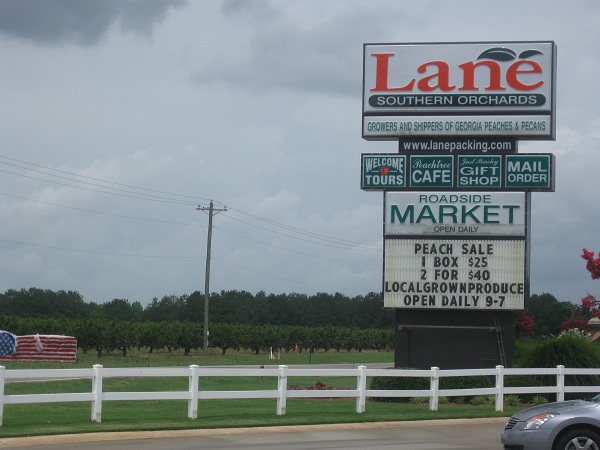 Lane
SOUTHERN ORCHARDS
GROWERS AND SHIPPERS OF GEORGIA PEACHES & PECANS
www.lanepacking.com
WELCOME TOURS
Peachtree CAFE
Just Peachy GIFT SHOP
MAIL ORDER
ROADSIDE
MARKET
OPEN DAILY
PEACH SALE
1 BOX $25
2 FOR $40
LOCALGROWNPRODUCE
OPEN DAILY 9-7